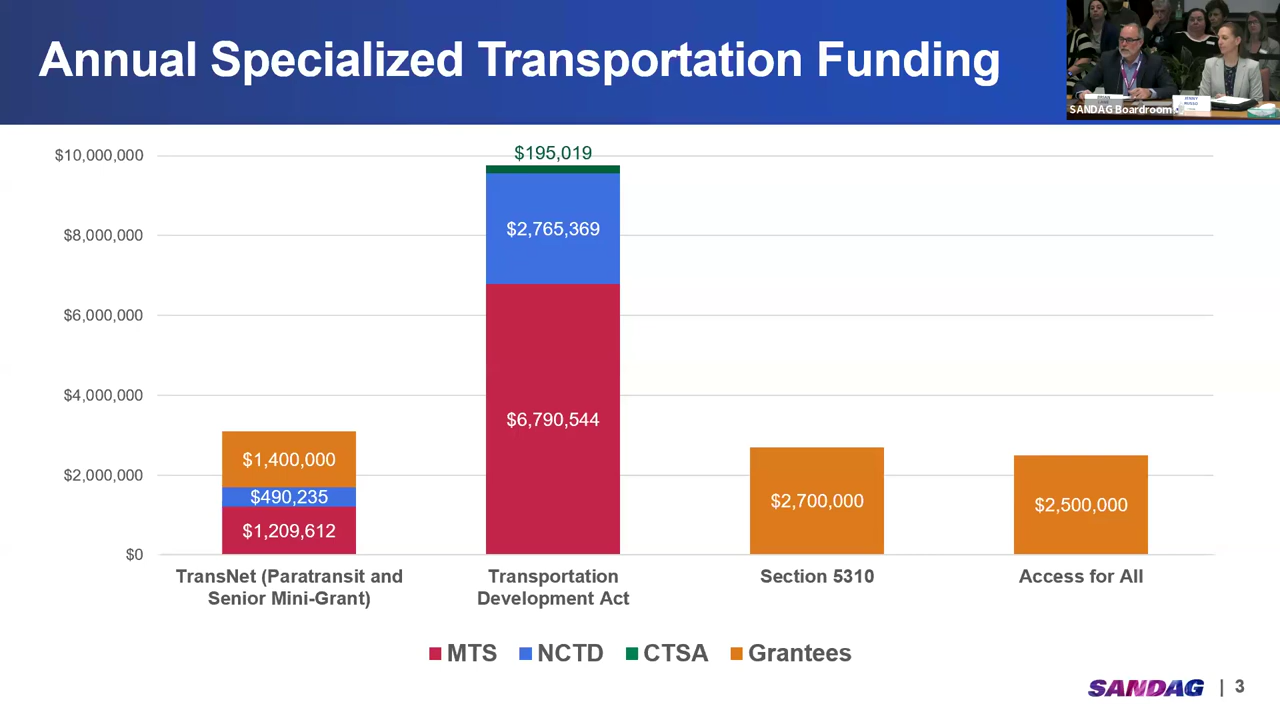 Annual Specialized Transportation Funding
SANDAG Boardroom
$10,000,000
$8,000,000
$6,000,000
$4,000,000
$2,000,000
$0
$1,400,000
$490,235
$1,209,612
$195,019
$2,765,369
$6,790,544
$2,700,000
$2,500,000
TransNet (Paratransit and
Senior Mini-Grant)
Transportation
Development Act
Section 5310
Access for All
MTS NCTD CTSA Grantees
SANDAG | 3